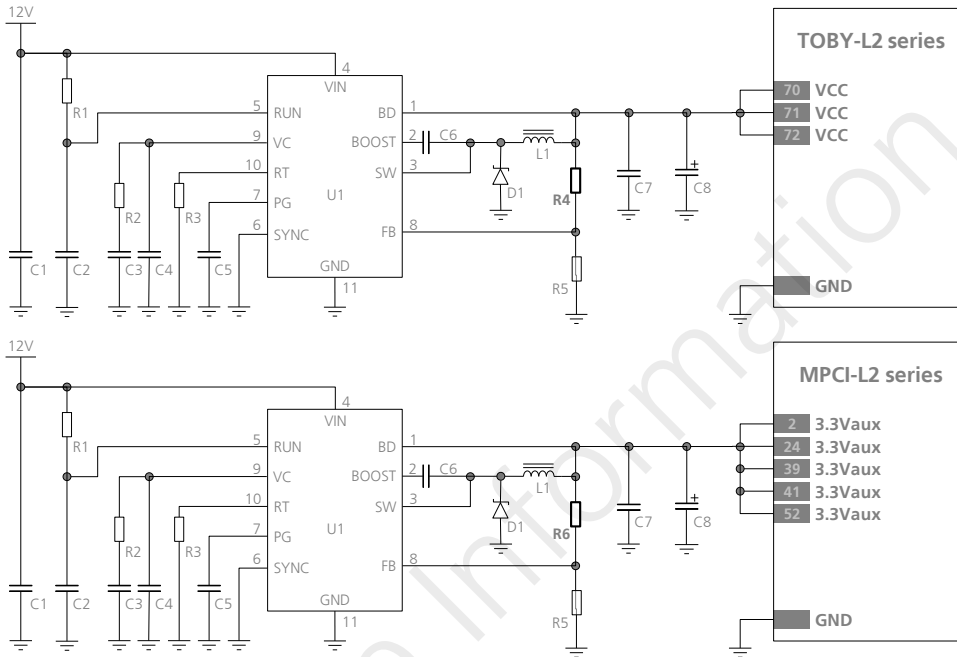 12V
TOBY-L2 series
4
VIN
70 VCC
R1
5 RUN BD 1
71 VCC
72 VCC
9 VC BOOST 2 C6
L1
10 RT SW 3
D1
R4
C7
C8
R2
R3
7 PG
U1
6 SYNC FB 8
C1
C2
C3
C4
C5
GND
11
R5
GND
12V
MPCI-L2 series
4
VIN
2 3.3Vaux
R1
5 RUN BD 1
24 3.3Vaux
39 3.3Vaux
9 VC BOOST 2 C6
L1
41 3.3Vaux
10 RT SW 3
52 3.3Vaux
D1
R6
C7
C8
R2
R3
7 PG
U1
6 SYNC FB 8
C1
C2
C3
C4
C5
GND
11
R5
GND
Information